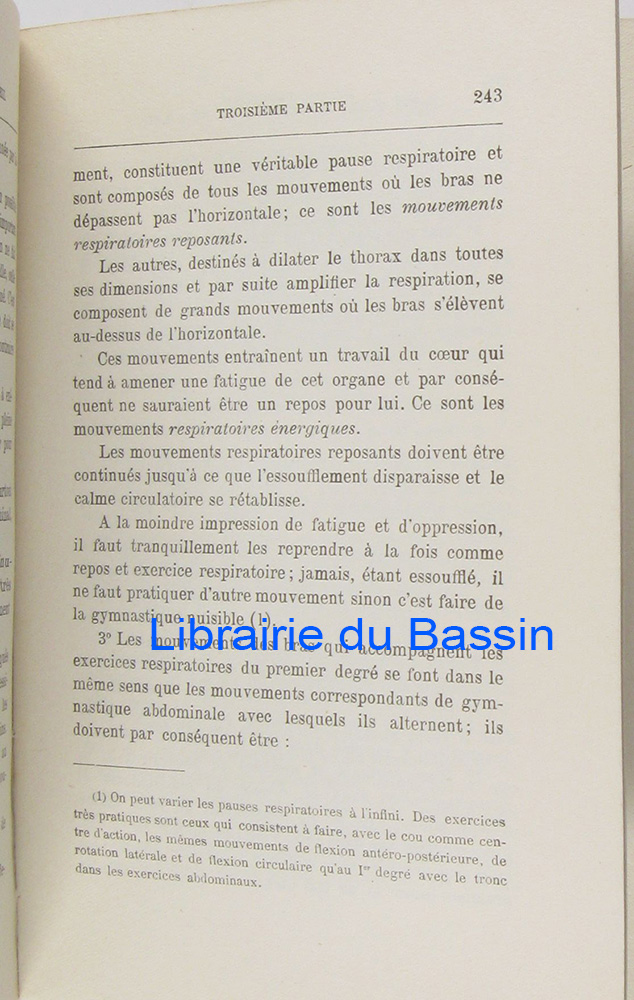 TROISIÈME PARTIE 243
ment, constituent une véritable pause respiratoire et
sont composés de tous les mouvements où les bras ne
dépassent pas l'horizontale ; ce sont les mouvements
respiratoires reposants.
Les autres, destinés à dilater le thorax dans toutes
ses dimensions et par suite amplifier la respiration, se
composent de grands mouvements où les bras s'élèvent
au-dessus de l'horizontale.
Ces mouvements entraînent un travail du cœur qui
tend à amener une fatigue de cet organe et par consé-
quent ne sauraient être un repos pour lui. Ce sont les
mouvements respiratoires énergiques.
Les mouvements respiratoires reposants doivent être
continués jusqu'à ce que l'essoufflement disparaisse et le
calme circulatoire se rétablisse.
A la moindre impression de fatigue et d'oppression,
il faut tranquillement les reprendre à la fois comme
repos et exercice respiratoire ; jamais, étant essoufflé, il
ne faut pratiquer d'autre mouvement sinon c'est faire de
la gymnastique nuisible (1).
Librairie du Bassin
3° Les mouvements des bras qui accompagnent les
exercices respiratoires du premier degré se font dans le
même sens que les mouvements correspondants de gym-
nastique abdominale avec lesquels ils alternent ; ils
doivent par conséquent être :
(1) On peut varier les pauses respiratoires à l'infini. Des exercices
très pratiques sont ceux qui consistent à faire, avec le cou comme cen-
tre d'action, les mêmes mouvements de flexion antéro-postérieure, de
rotation latérale et de flexion circulaire qu'au Ier degré avec le tronc
dans les exercices abdominaux.